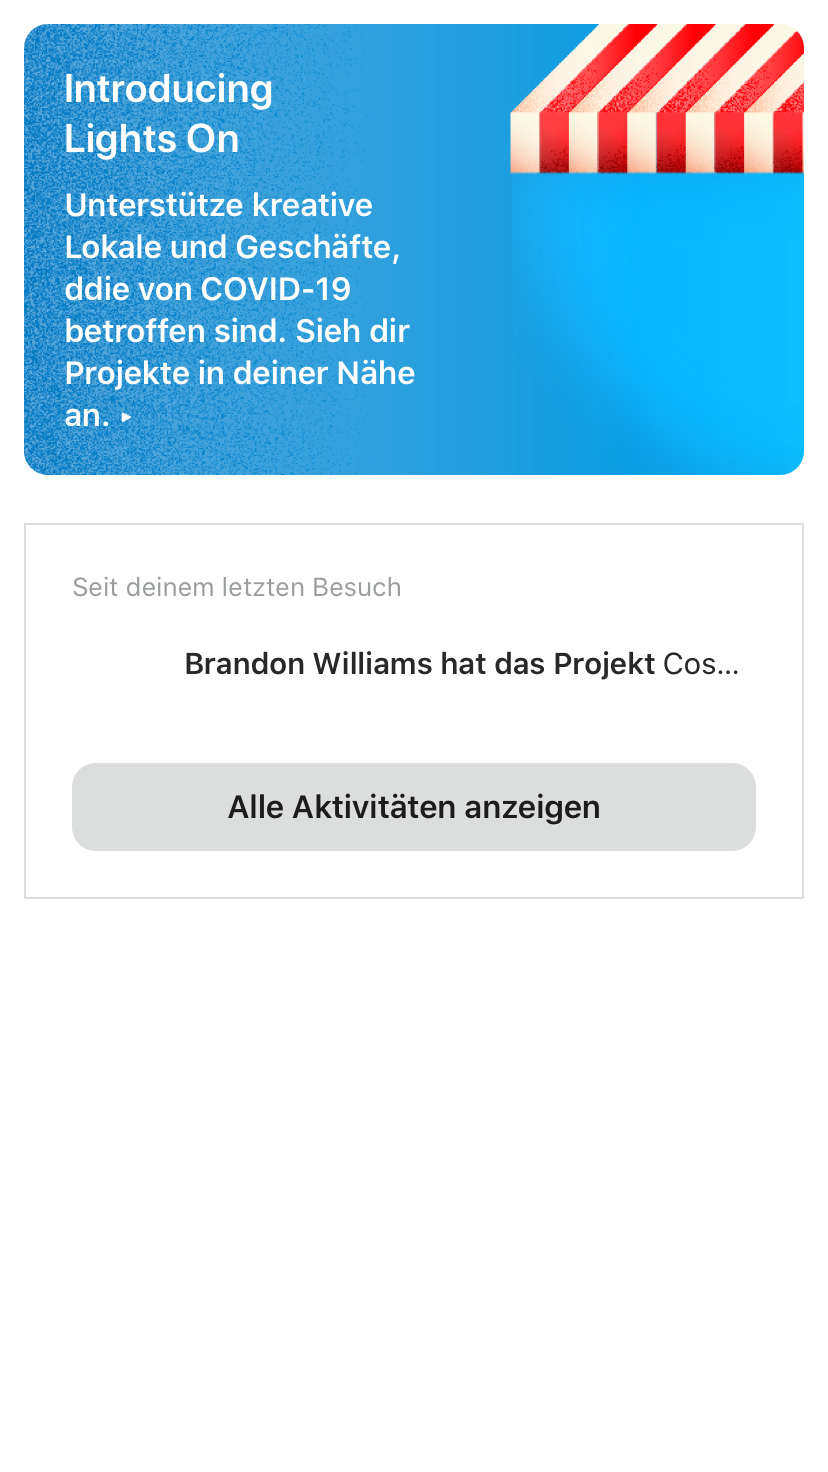 Introducing
Lights On
Unterstütze kreative
Lokale und Geschäfte,
ddie von COVID-19
betroffen sind. Sieh dir
Projekte in deiner Nähe
an. ▸
Seit deinem letzten Besuch
Brandon Williams hat das Projekt Cos...
Alle Aktivitäten anzeigen